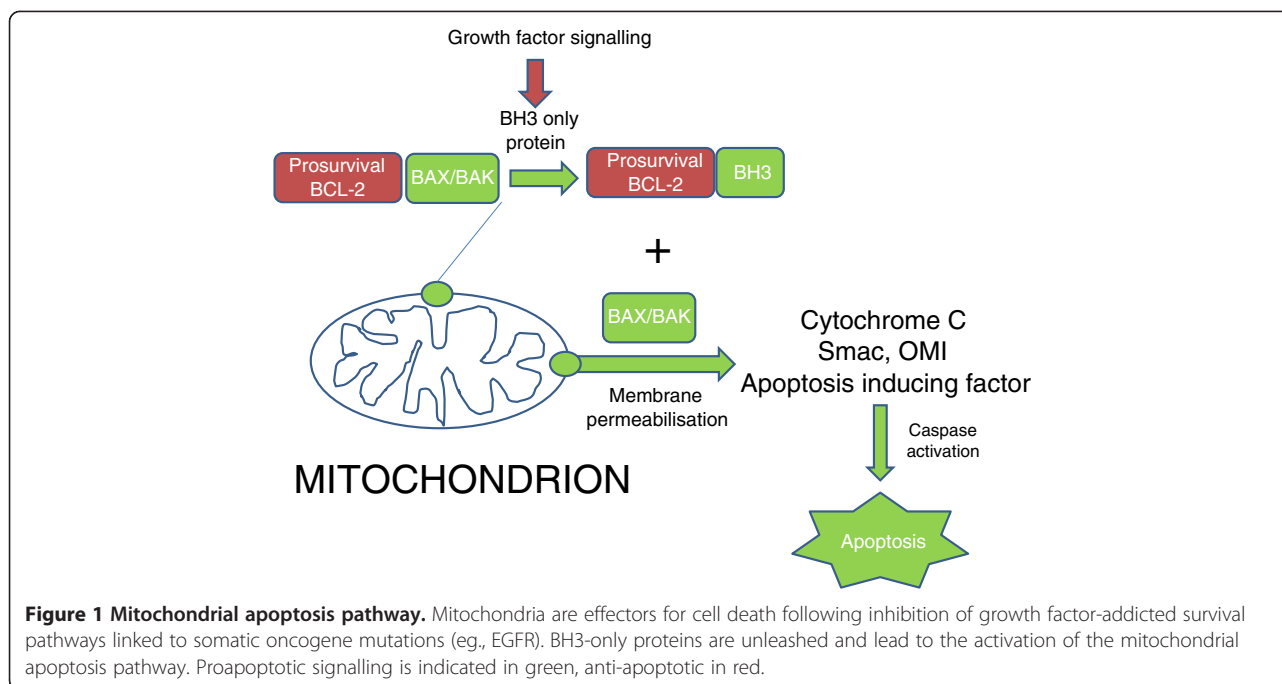 Growth factor signalling
BH3 only
protein
Prosurvival
BCL-2
BAX/BAK
Prosurvival
BCL-2
BH3
+
BAX/BAK
Membrane
permeabilisation
Cytochrome C
Smac, OMI
Apoptosis inducing factor
Caspase
activation
MITOCHONDRION
Apoptosis
Figure 1 Mitochondrial apoptosis pathway. Mitochondria are effectors for cell death following inhibition of growth factor-addicted survival
pathways linked to somatic oncogene mutations (eg., EGFR). BH3-only proteins are unleashed and lead to the activation of the mitochondrial
apoptosis pathway. Proapoptotic signalling is indicated in green, anti-apoptotic in red.